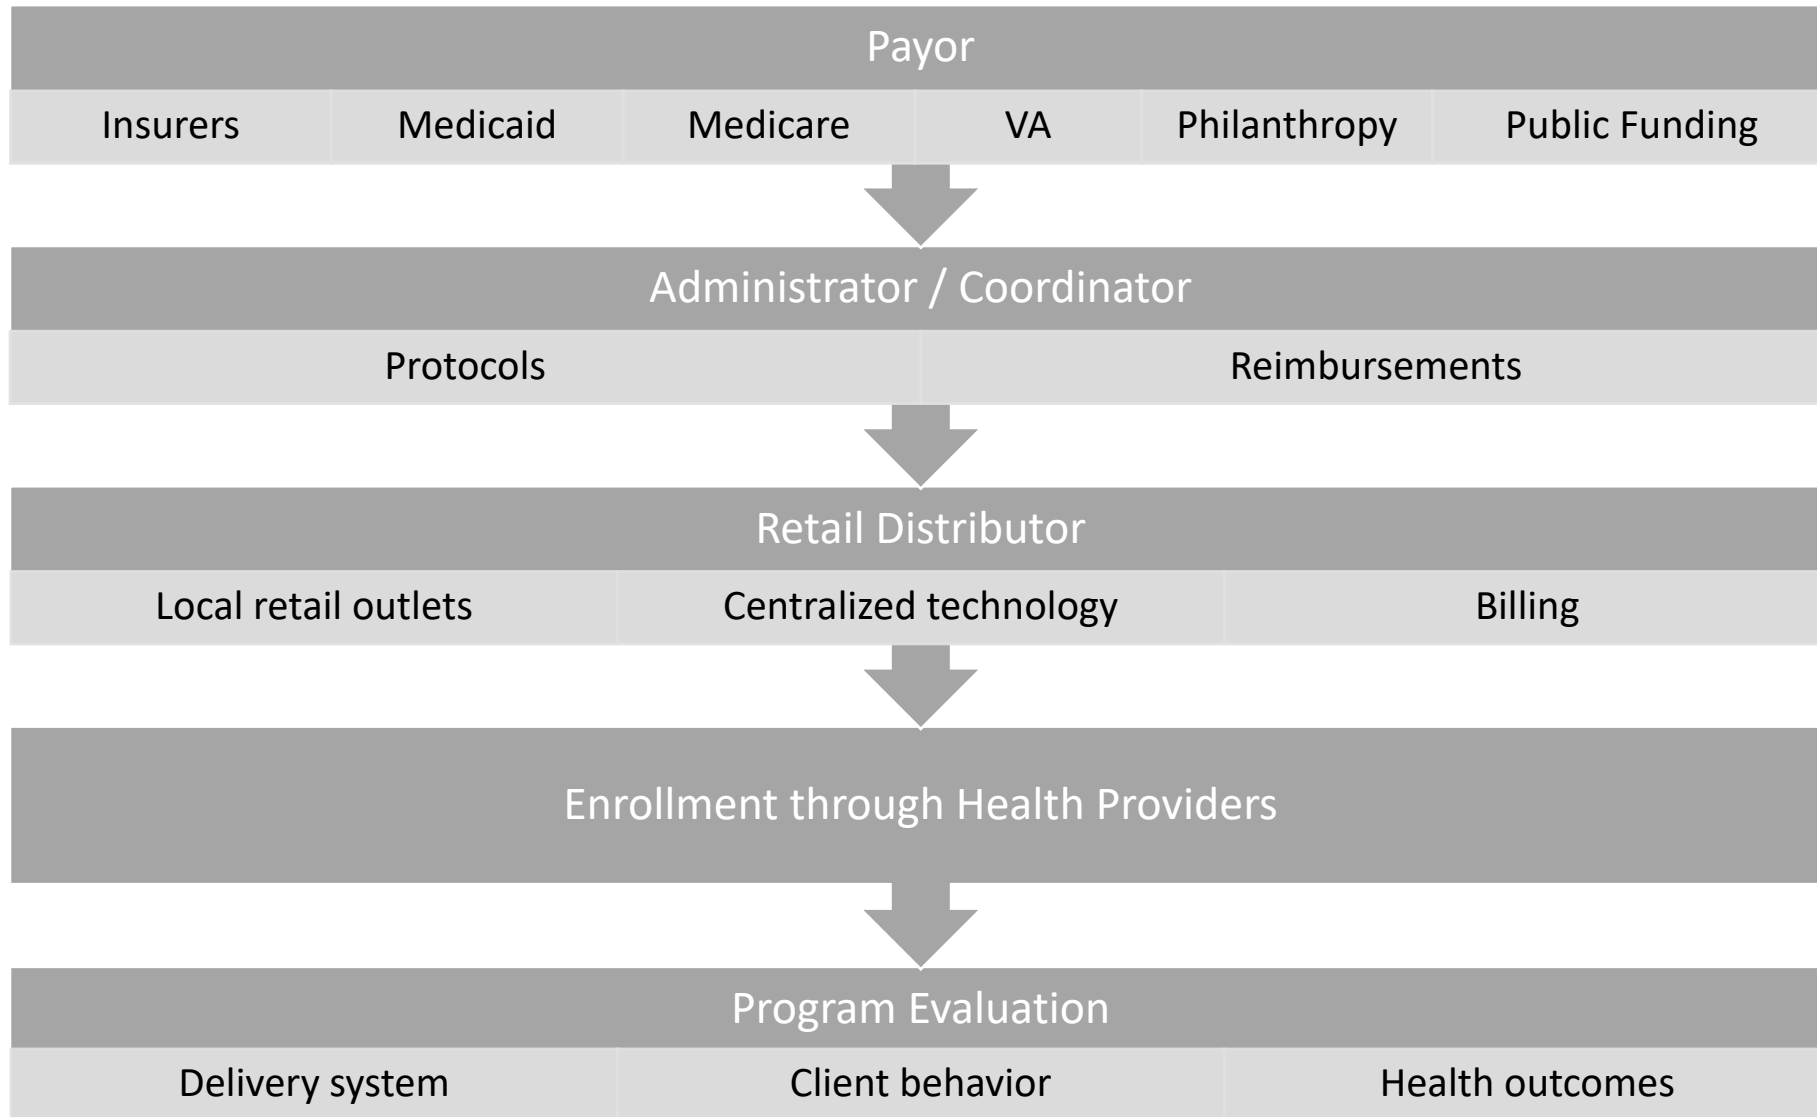 Payor
Insurers Medicaid Medicare VA Philanthropy Public Funding
Administrator / Coordinator
Protocols Reimbursements
Retail Distributor
Local retail outlets Centralized technology Billing
Enrollment through Health Providers
Program Evaluation
Delivery system Client behavior Health outcomes